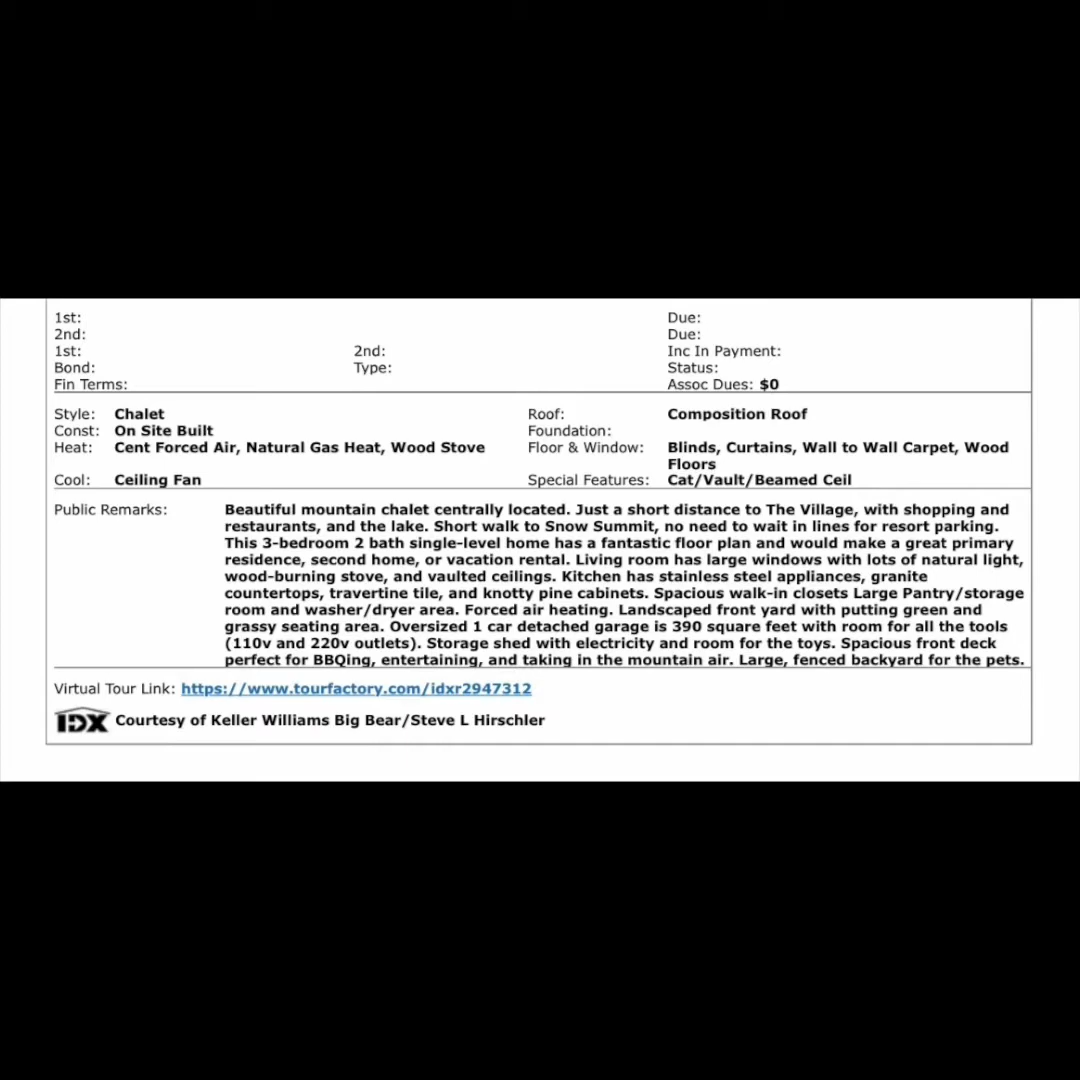 1st: Due:
2nd: Due:
1st: 2nd: Inc In Payment:
Bond: Type: Status:
Fin Terms: Assoc Dues: $0
Style: Chalet Roof: Composition Roof
Const: On Site Built Foundation:
Heat: Cent Forced Air, Natural Gas Heat, Wood Stove Floor & Window: Blinds, Curtains, Wall to Wall Carpet, Wood
Floors
Cool: Ceiling Fan Special Features: Cat/Vault/Beamed Ceil
Public Remarks: Beautiful mountain chalet centrally located. Just a short distance to The Village, with shopping and
restaurants, and the lake. Short walk to Snow Summit, no need to wait in lines for resort parking.
This 3-bedroom 2 bath single-level home has a fantastic floor plan and would make a great primary
residence, second home, or vacation rental. Living room has large windows with lots of natural light,
wood-burning stove, and vaulted ceilings. Kitchen has stainless steel appliances, granite
countertops, travertine tile, and knotty pine cabinets. Spacious walk-in closets Large Pantry/storage
room and washer/dryer area. Forced air heating. Landscaped front yard with putting green and
grassy seating area. Oversized 1 car detached garage is 390 square feet with room for all the tools
(110v and 220v outlets). Storage shed with electricity and room for the toys. Spacious front deck
perfect for BBQing, entertaining, and taking in the mountain air. Large, fenced backyard for the pets.
Virtual Tour Link: https://www.tourfactory.com/idxr2947312
IDX Courtesy of Keller Williams Big Bear/Steve L Hirschler